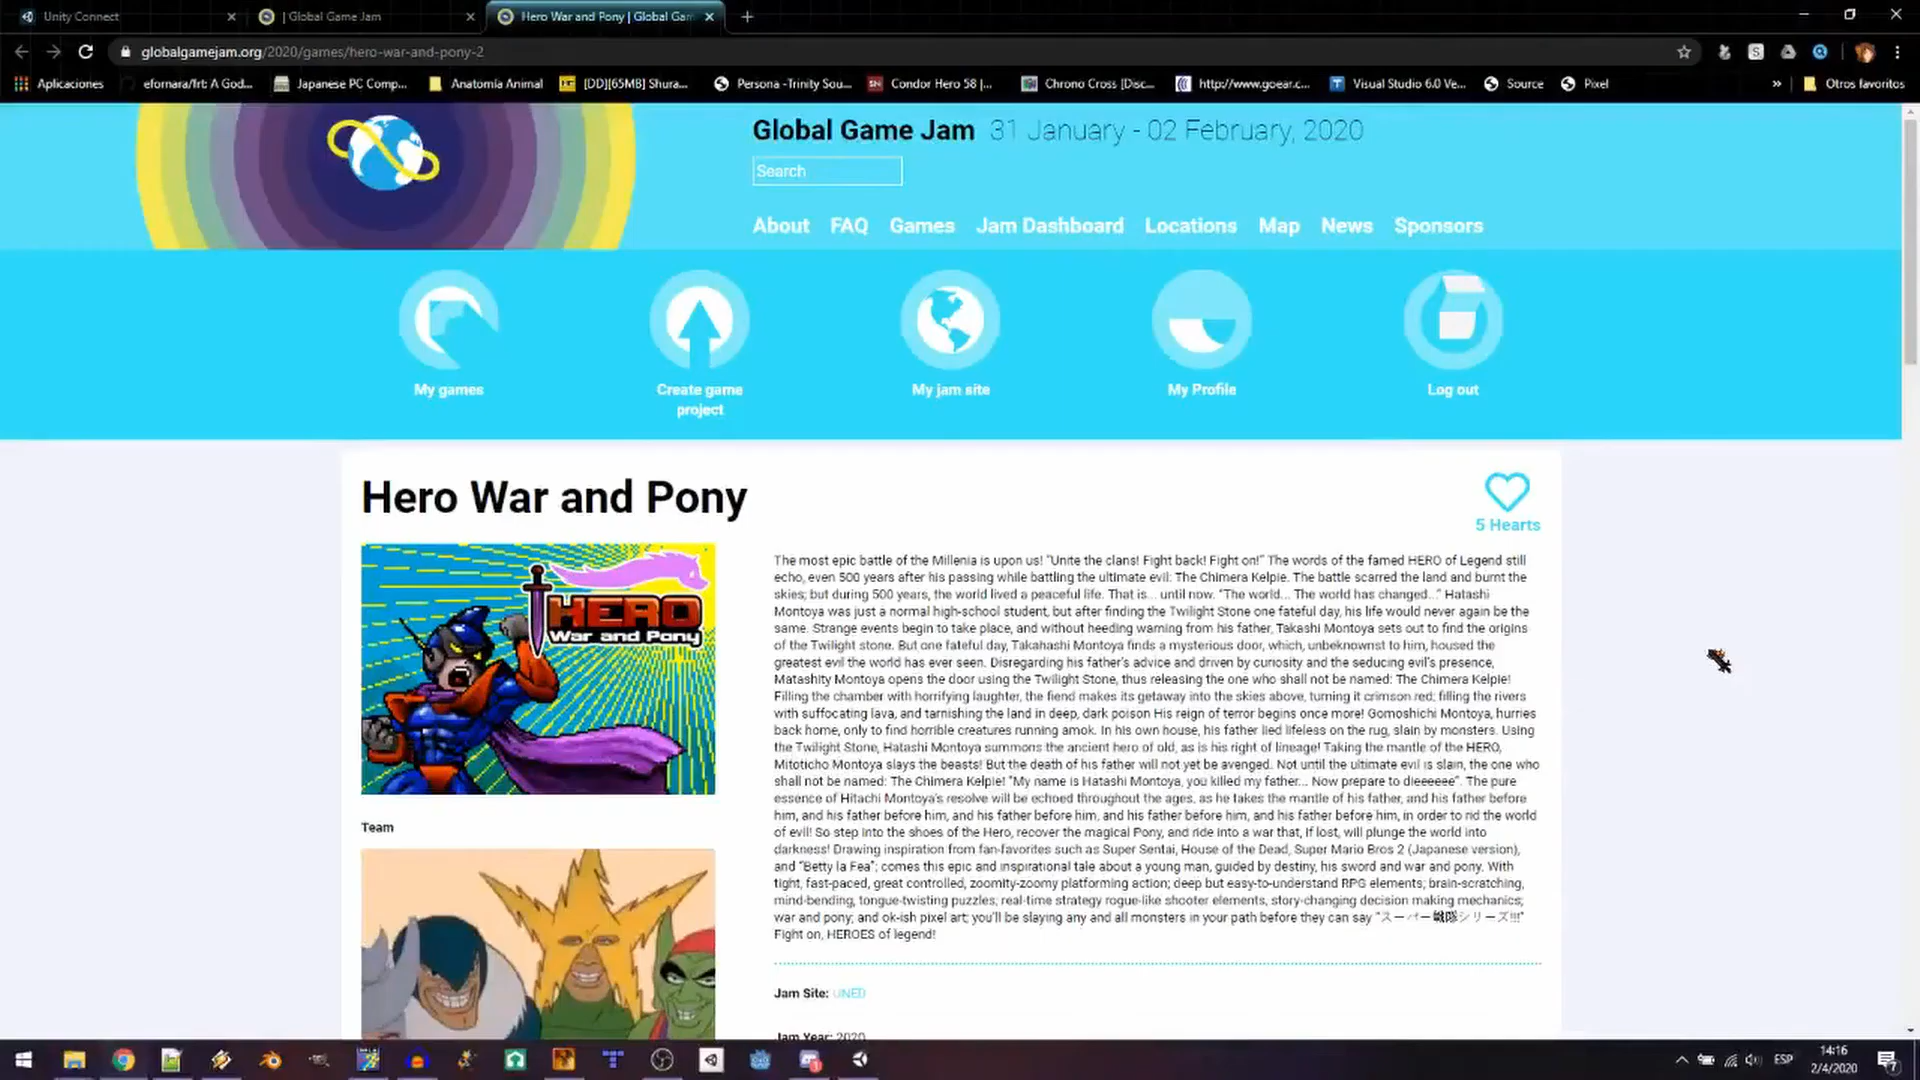 Unity Connect
| Global Game Jam
Hero War and Pony | Global Gam
globalgamejam.org/2020/games/hero-war-and-pony-2
Aplicaciones
efornara/frt: A God...
Japanese PC Comp...
Anatomía Animal
[DD][65MB] Shura...
Persona -Trinity Sou...
Condor Hero 58 |...
Chrono Cross [Disc...
http://www.goear.c...
Visual Studio 6.0 Ve...
Source
Pixel
»
Otros favoritos
Global Game Jam 31 January - 02 February, 2020
Search
About FAQ Games Jam Dashboard Locations Map News Sponsors
My games
Create game
project
My jam site
My Profile
Log out
Hero War and Pony
5 Hearts
HERO
War and Pony
The most epic battle of the Millenia is upon us! "Unite the clans! Fight back! Fight on!" The words of the famed HERO of Legend still
echo, even 500 years after his passing while battling the ultimate evil: The Chimera Kelpie. The battle scarred the land and burnt the
skies; but during 500 years, the world lived a peaceful life. That is... until now. "The world... The world has changed..." Hatashi
Montoya was just a normal high-school student, but after finding the Twilight Stone one fateful day, his life would never again be the
same. Strange events begin to take place, and without heeding warning from his father, Takashi Montoya sets out to find the origins
of the Twilight stone. But one fateful day, Takahashi Montoya finds a mysterious door, which, unbeknownst to him, housed the
greatest evil the world has ever seen. Disregarding his father's advice and driven by curiosity and the seducing evil's presence,
Matashity Montoya opens the door using the Twilight Stone, thus releasing the one who shall not be named: The Chimera Kelpie!
Filling the chamber with horrifying laughter, the fiend makes its getaway into the skies above, turning it crimson red; filling the rivers
with suffocating lava, and tarnishing the land in deep, dark poison His reign of terror begins once more! Gomoshichi Montoya, hurries
back home, only to find horrible creatures running amok. In his own house, his father lied lifeless on the rug, slain by monsters. Using
the Twilight Stone, Hatashi Montoya summons the ancient hero of old, as is his right of lineage! Taking the mantle of the HERO,
Mitoticho Montoya slays the beasts! But the death of his father will not yet be avenged. Not until the ultimate evil is slain, the one who
shall not be named: The Chimera Kelpie! "My name is Hatashi Montoya, you killed my father... Now prepare to dieeeeee". The pure
essence of Hitachi Montoya's resolve will be echoed throughout the ages, as he takes the mantle of his father, and his father before
him, and his father before him, and his father before him, and his father before him, and his father before him, in order to rid the world
of evil! So step into the shoes of the Hero, recover the magical Pony, and ride into a war that, if lost, will plunge the world into
darkness! Drawing inspiration from fan-favorites such as Super Sentai, House of the Dead, Super Mario Bros 2 (Japanese version),
and "Betty la Fea"; comes this epic and inspirational tale about a young man, guided by destiny, his sword and war and pony. With
tight, fast-paced, great controlled, zoomity-zoomy platforming action; deep but easy-to-understand RPG elements; brain-scratching,
mind-bending, tongue-twisting puzzles; real-time strategy rogue-like shooter elements, story-changing decision making mechanics;
war and pony; and ok-ish pixel art; you'll be slaying any and all monsters in your path before they can say "スーパー戦隊シリーズ!!!"
Fight on, HEROES of legend!
Team
Jam Site: UNED
Jam Year: 2020
ESP
14:16
2/4/2020